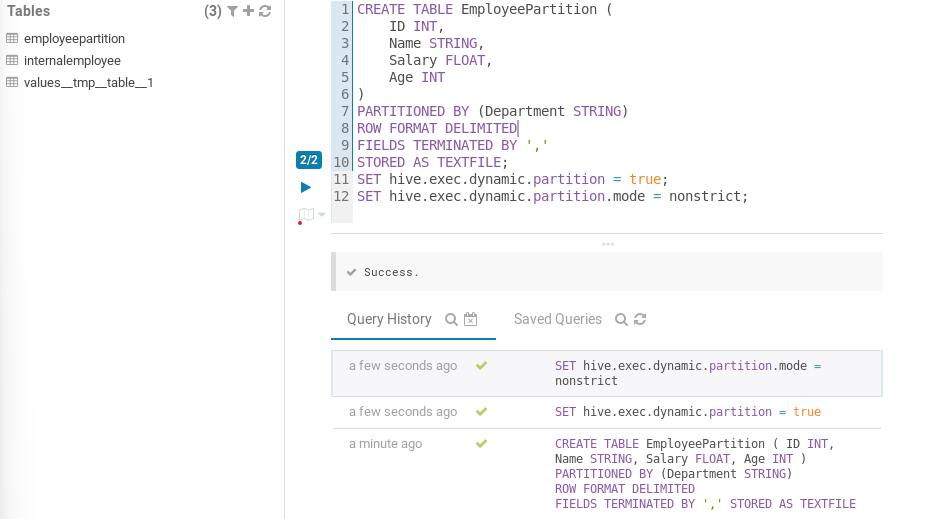 Tables (3)
employeepartition
internalemployee
values__tmp__table__1
1 CREATE TABLE EmployeePartition (
2 ID INT,
3 Name STRING,
4 Salary FLOAT,
5 Age INT
6 )
7 PARTITIONED BY (Department STRING)
8 ROW FORMAT DELIMITED
9 FIELDS TERMINATED BY ','
2/2
10 STORED AS TEXTFILE;
11 SET hive.exec.dynamic.partition = true;
12 SET hive.exec.dynamic.partition.mode = nonstrict;
Success.
Query History Saved Queries
a few seconds ago SET hive.exec.dynamic.partition.mode =
nonstrict
a few seconds ago SET hive.exec.dynamic.partition = true
a minute ago CREATE TABLE EmployeePartition ( ID INT,
Name STRING, Salary FLOAT, Age INT )
PARTITIONED BY (Department STRING)
ROW FORMAT DELIMITED
FIELDS TERMINATED BY ',' STORED AS TEXTFILE